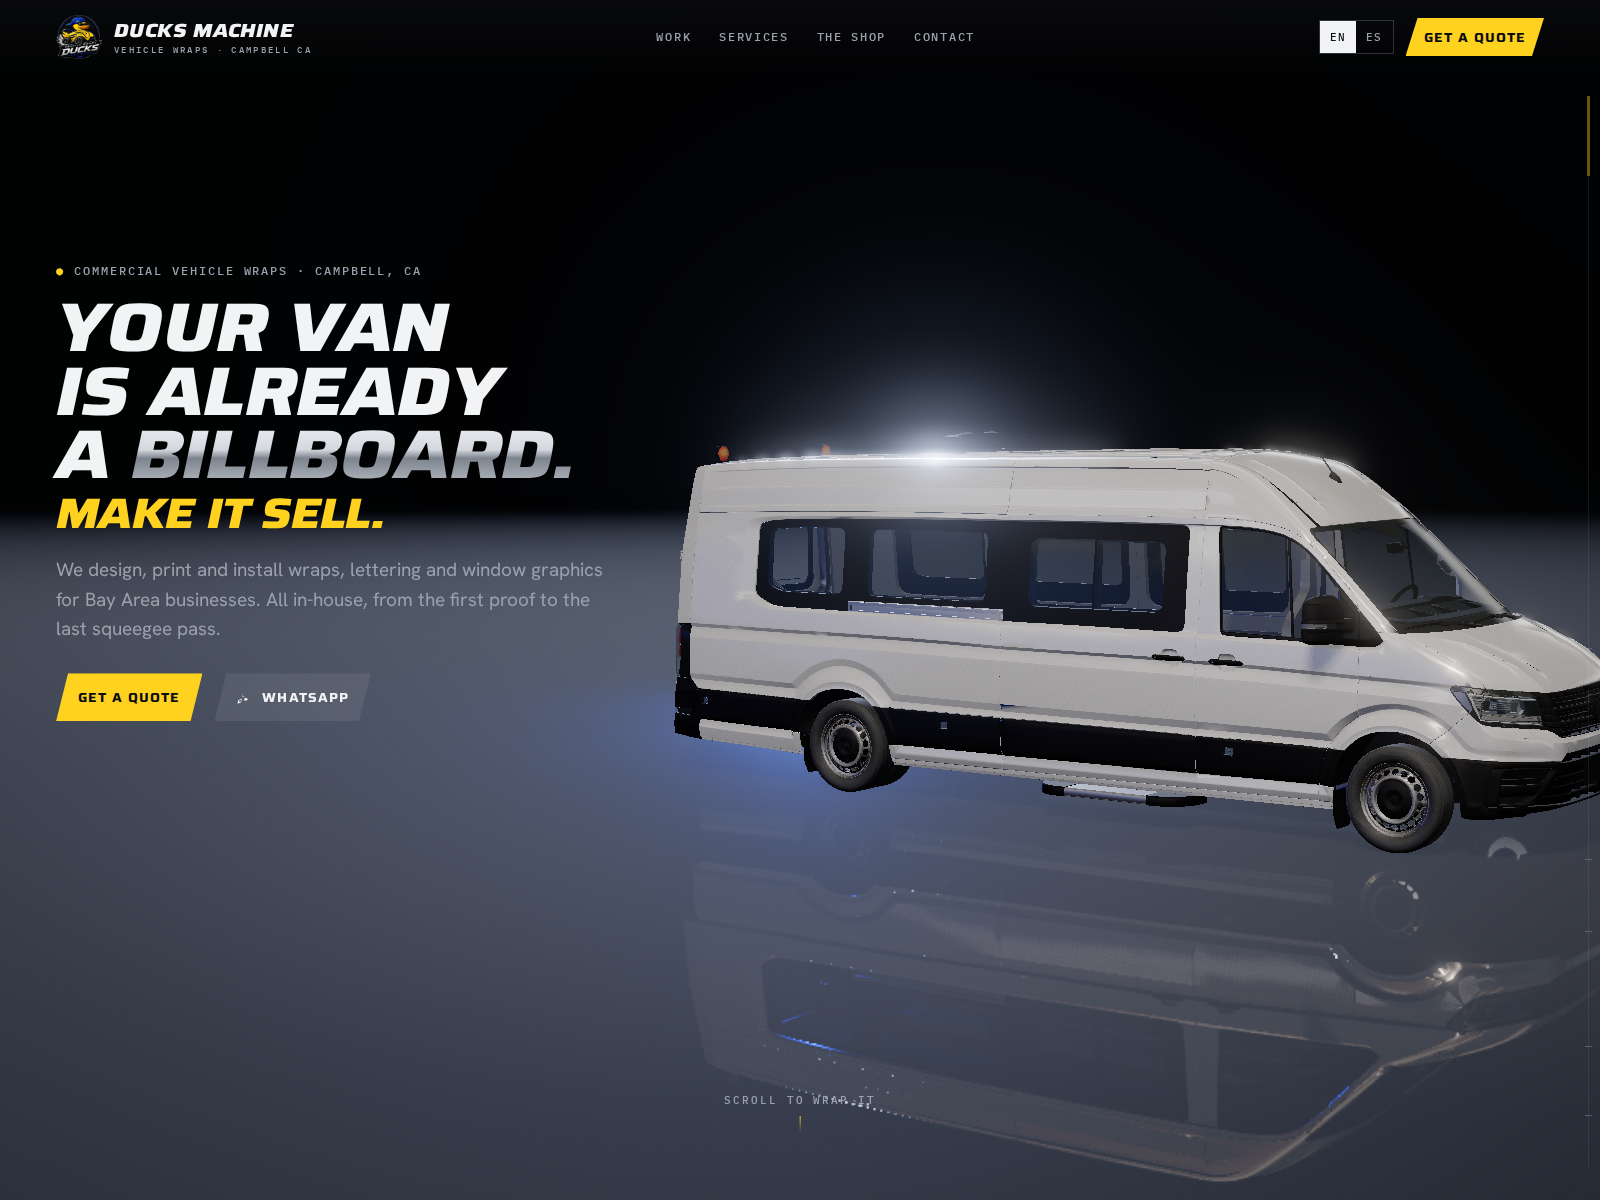 DUCKS
DUCKS MACHINE
VEHICLE WRAPS · CAMPBELL CA
WORK
SERVICES
THE SHOP
CONTACT
EN
ES
GET A QUOTE
COMMERCIAL VEHICLE WRAPS · CAMPBELL, CA
YOUR VAN
IS ALREADY
A BILLBOARD.
MAKE IT SELL.
We design, print and install wraps, lettering and window graphics
for Bay Area businesses. All in-house, from the first proof to the
last squeegee pass.
GET A QUOTE
WHATSAPP
SCROLL TO WRAP IT